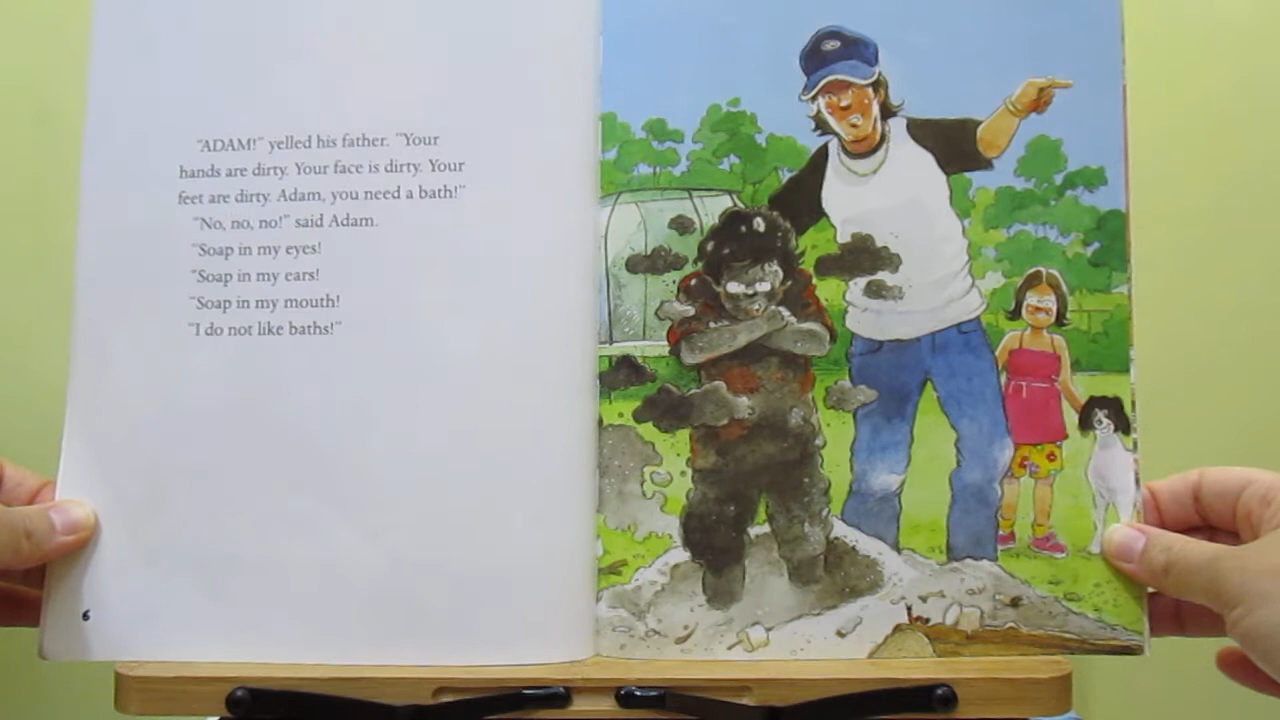 "ADAM!" yelled his father. "Your
hands are dirty. Your face is dirty. Your
feet are dirty. Adam, you need a bath!"
"No, no, no!" said Adam.
"Soap in my eyes!
"Soap in my ears!
"Soap in my mouth!
"I do not like baths!"
6